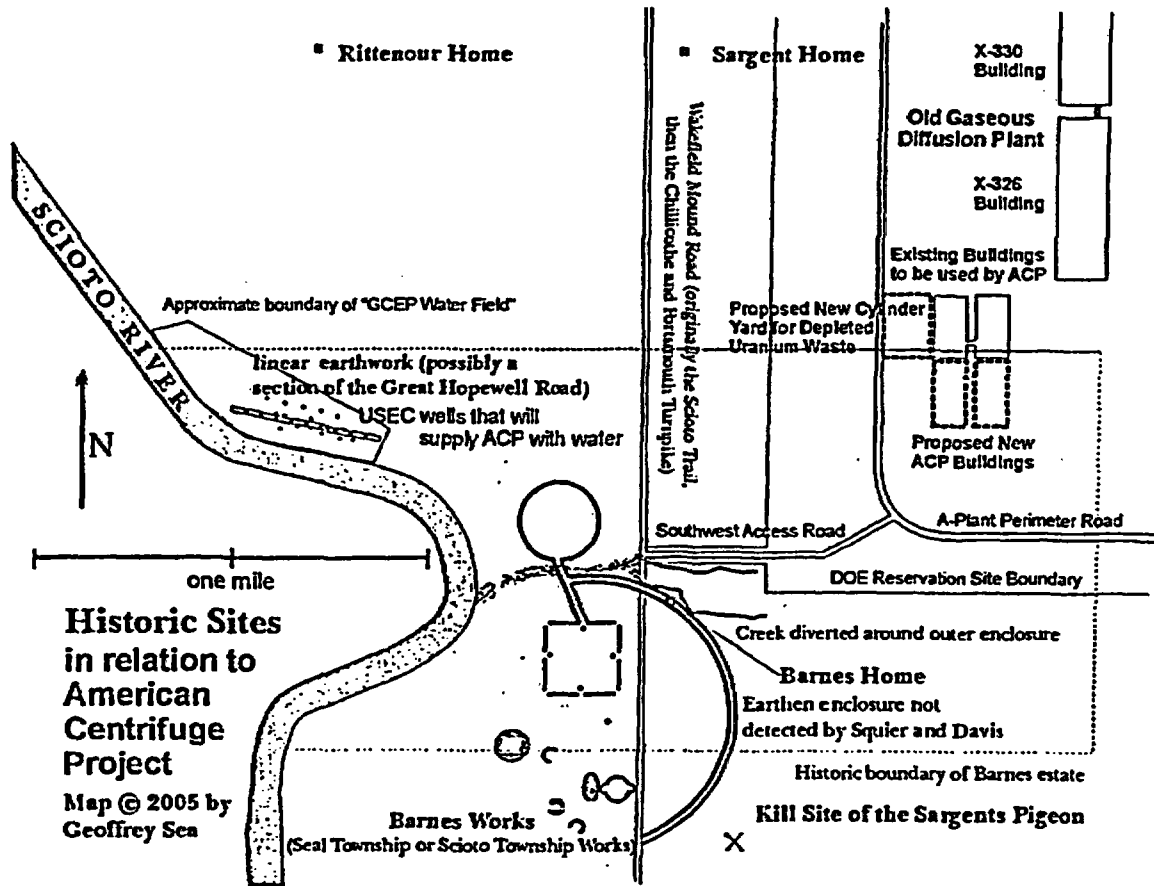 Rittenour Home
Sargent Home
X-330
Building
Old Gaseous
Diffusion Plant
X-326
Building
Existing Buildings
to be used by ACP
Wakefield Mound Road (originally the Scioto Trail,
then the Chillicothe and Portsmouth Turnpike)
SCIOTO RIVER
Approximate boundary of "GCEP Water Field"
Proposed New Cylinder
Yard for Depleted
Uranium Waste
linear earthwork (possibly a
section of the Great Hopewell Road)
USEC wells that will
supply ACP with water
N
Proposed New
ACP Buildings
Southwest Access Road
A-Plant Perimeter Road
one mile
DOE Reservation Site Boundary
Historic Sites
in relation to
American
Centrifuge
Project
Map © 2005 by
Geoffrey Sea
Creek diverted around outer enclosure
Barnes Home
Earthen enclosure not
detected by Squier and Davis
Historic boundary of Barnes estate
Kill Site of the Sargents Pigeon
X
Barnes Works
(Seal Township or Scioto Township Works)